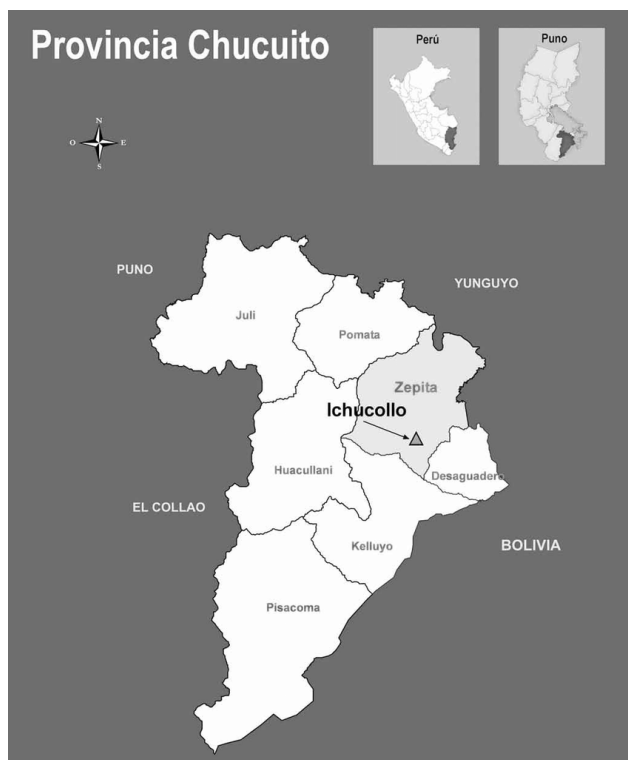 Provincia Chucuito
Perú
Puno
N
O
E
S
PUNO
YUNGUYO
Juli
Pomata
Zepita
Ichucollo
Huacullani
Desaguadero
EL COLLAO
Kelluyo
BOLIVIA
Pisacoma